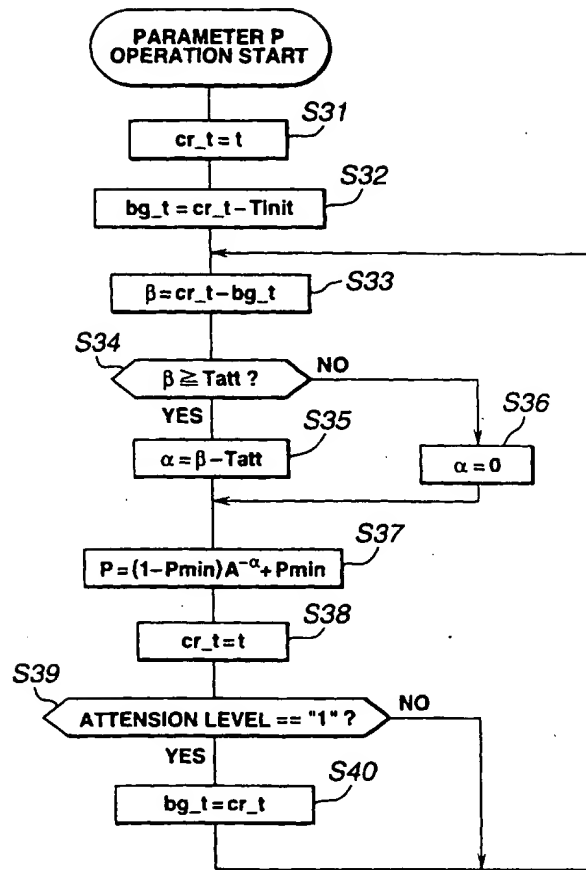 PARAMETER P
OPERATION START
S31
cr_t = t
S32
bg_t = cr_t – Tinit
S33
β = cr_t – bg_t
S34
β ≧ Tatt ?
NO
YES
S35
α = β – Tatt
S36
α = 0
S37
P = (1–Pmin) A^–α + Pmin
S38
cr_t = t
S39
ATTENSION LEVEL == "1" ?
NO
YES
S40
bg_t = cr_t